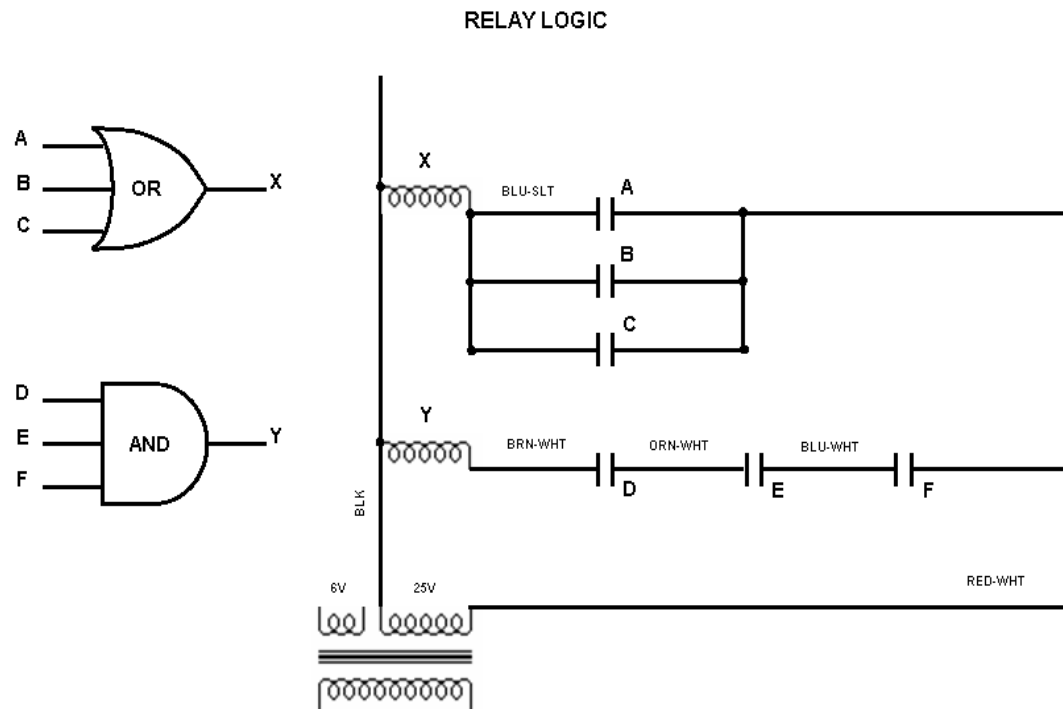 RELAY LOGIC
A
B
C
OR
X
X
BLU-SLT
A
B
C
D
E
F
AND
Y
Y
BRN-WHT
ORN-WHT
BLU-WHT
D
E
F
BLK
6V
25V
RED-WHT